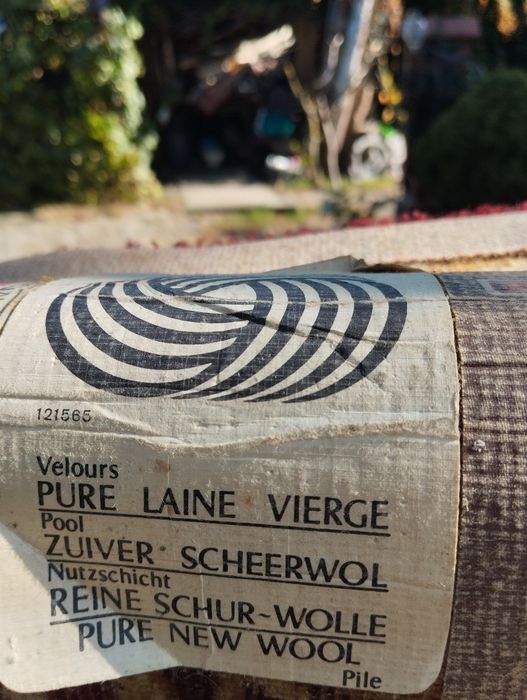 121565
Velours
PURE LAINE VIERGE
Pool
ZUIVER SCHEERWOL
Nutzschicht
REINE SCHUR-WOLLE
PURE NEW WOOL
Pile